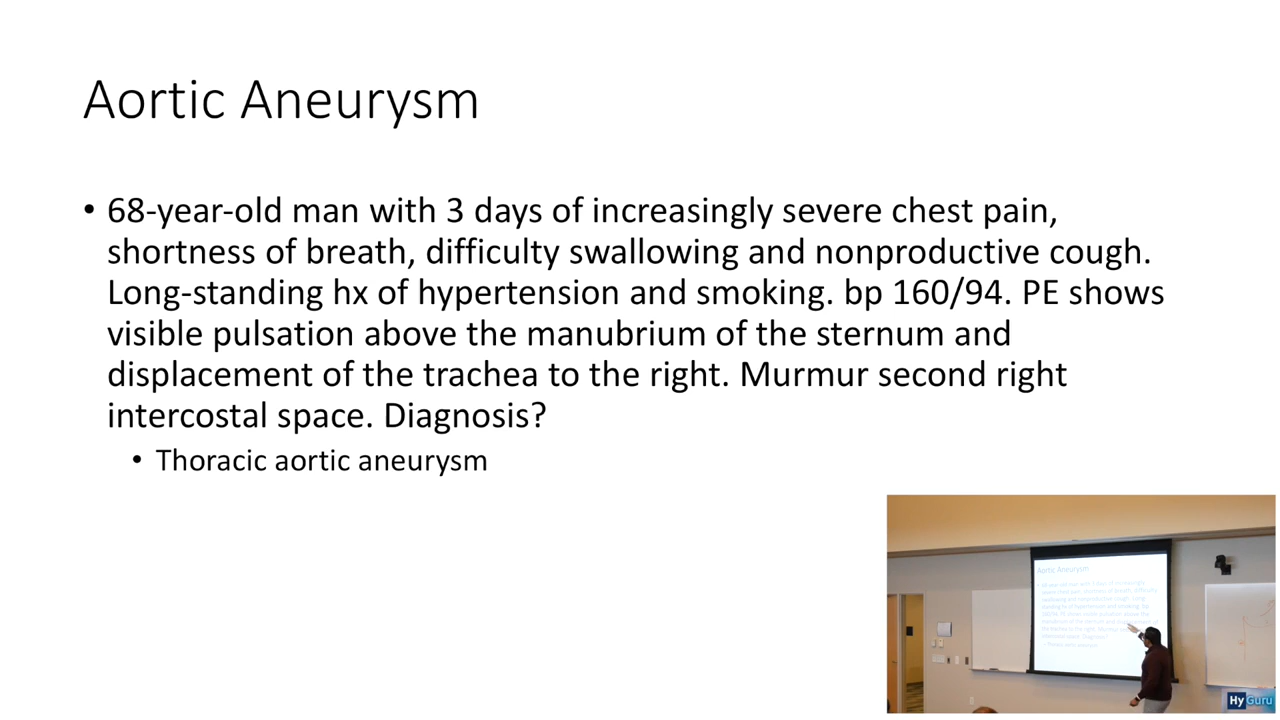 Aortic Aneurysm
• 68-year-old man with 3 days of increasingly severe chest pain,
shortness of breath, difficulty swallowing and nonproductive cough.
Long-standing hx of hypertension and smoking. bp 160/94. PE shows
visible pulsation above the manubrium of the sternum and
displacement of the trachea to the right. Murmur second right
intercostal space. Diagnosis?
• Thoracic aortic aneurysm
Aortic Aneurysm
HyGuru